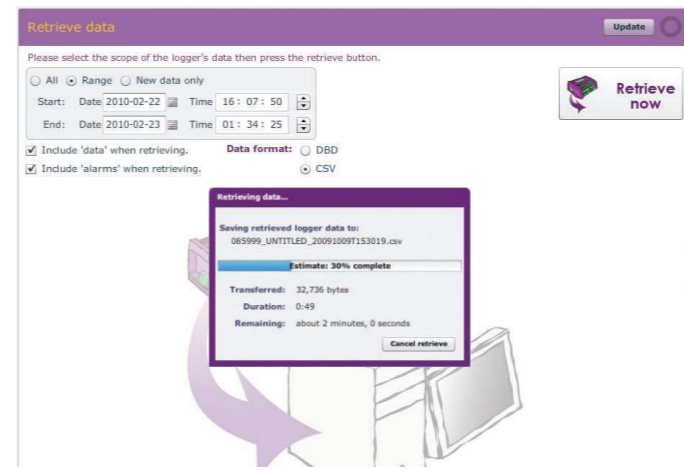 Retrieve data
Update
Please select the scope of the logger's data then press the retrieve button.
All Range New data only
Start: Date 2010-02-22 Time 16 : 07 : 50
End: Date 2010-02-23 Time 01 : 34 : 25
Include 'data' when retrieving. Data format: DBD
Include 'alarms' when retrieving. CSV
Retrieve
now
Retrieving data...
Saving retrieved logger data to:
085999_UNTITLED_20091009T153019.csv
Estimate: 30% complete
Transferred: 32,736 bytes
Duration: 0:49
Remaining: about 2 minutes, 0 seconds
Cancel retrieve